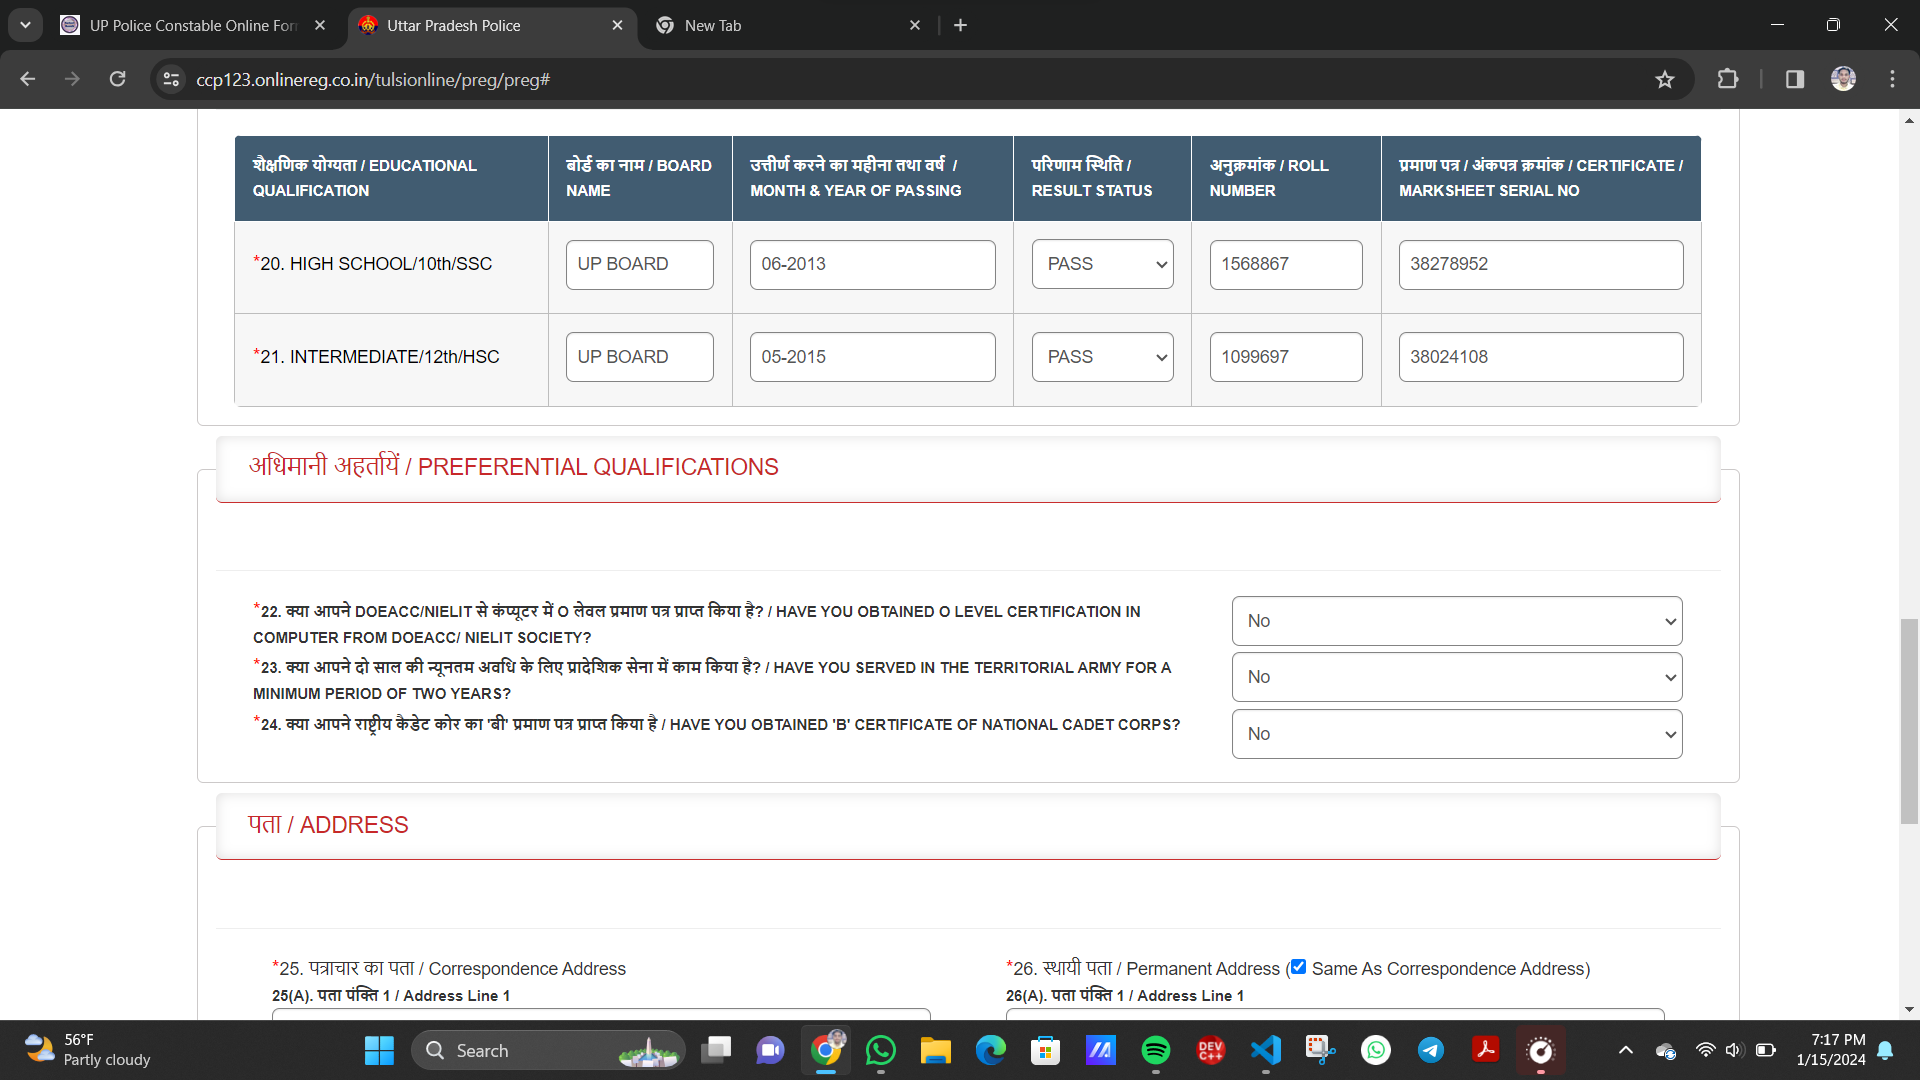 UP Police Constable Online For
Uttar Pradesh Police
New Tab
ccp123.onlinereg.co.in/tulsionline/preg/preg#
शैक्षणिक योग्यता / EDUCATIONAL
QUALIFICATION
बोर्ड का नाम / BOARD
NAME
उत्तीर्ण करने का महीना तथा वर्ष /
MONTH & YEAR OF PASSING
परिणाम स्थिति /
RESULT STATUS
अनुक्रमांक / ROLL
NUMBER
प्रमाण पत्र / अंकपत्र क्रमांक / CERTIFICATE /
MARKSHEET SERIAL NO
*20. HIGH SCHOOL/10th/SSC
UP BOARD
06-2013
PASS
1568867
38278952
*21. INTERMEDIATE/12th/HSC
UP BOARD
05-2015
PASS
1099697
38024108
अधिमानी अहर्तायें / PREFERENTIAL QUALIFICATIONS
*22. क्या आपने DOEACC/NIELIT से कंप्यूटर में O लेवल प्रमाण पत्र प्राप्त किया है? / HAVE YOU OBTAINED O LEVEL CERTIFICATION IN
COMPUTER FROM DOEACC/ NIELIT SOCIETY?
No
*23. क्या आपने दो साल की न्यूनतम अवधि के लिए प्रादेशिक सेना में काम किया है? / HAVE YOU SERVED IN THE TERRITORIAL ARMY FOR A
MINIMUM PERIOD OF TWO YEARS?
No
*24. क्या आपने राष्ट्रीय कैडेट कोर का 'बी' प्रमाण पत्र प्राप्त किया है / HAVE YOU OBTAINED 'B' CERTIFICATE OF NATIONAL CADET CORPS?
No
पता / ADDRESS
*25. पत्राचार का पता / Correspondence Address
25(A). पता पंक्ति 1 / Address Line 1
*26. स्थायी पता / Permanent Address ( Same As Correspondence Address)
26(A). पता पंक्ति 1 / Address Line 1
56°F
Partly cloudy
Search
DEV
C++
7:17 PM
1/15/2024